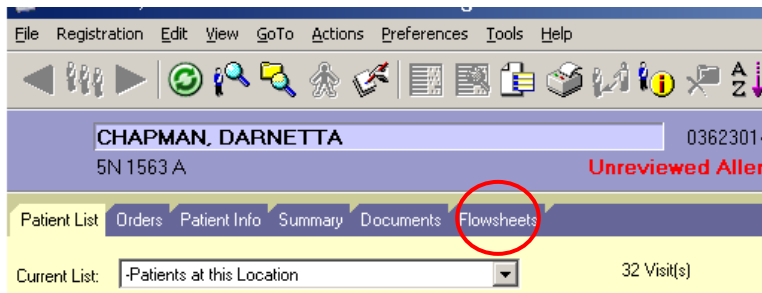 File Registration Edit View GoTo Actions Preferences Tools Help
A
Z
CHAPMAN, DARNETTA 0362301
5N 1563 A Unreviewed Aller
Patient List Orders Patient Info Summary Documents Flowsheets
Current List: -Patients at this Location 32 Visit(s)